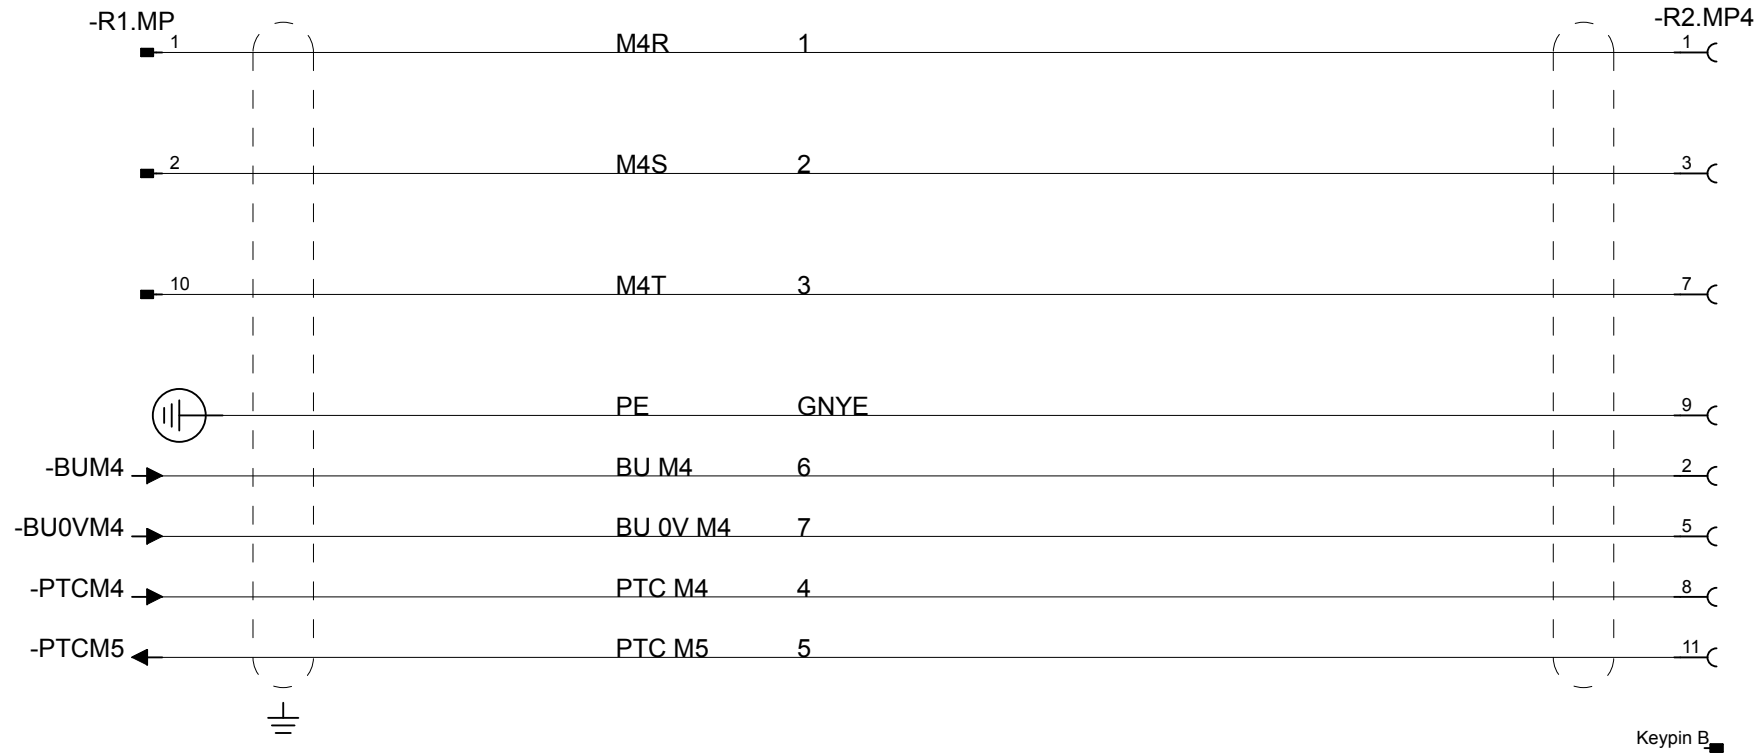 -R1.MP -R2.MP4
1 M4R 1 1
2 M4S 2 3
10 M4T 3 7
PE GNYE 9
-BUM4 BU M4 6 2
-BU0VM4 BU 0V M4 7 5
-PTCM4 PTC M4 4 8
-PTCM5 PTC M5 5 11
Keypin B